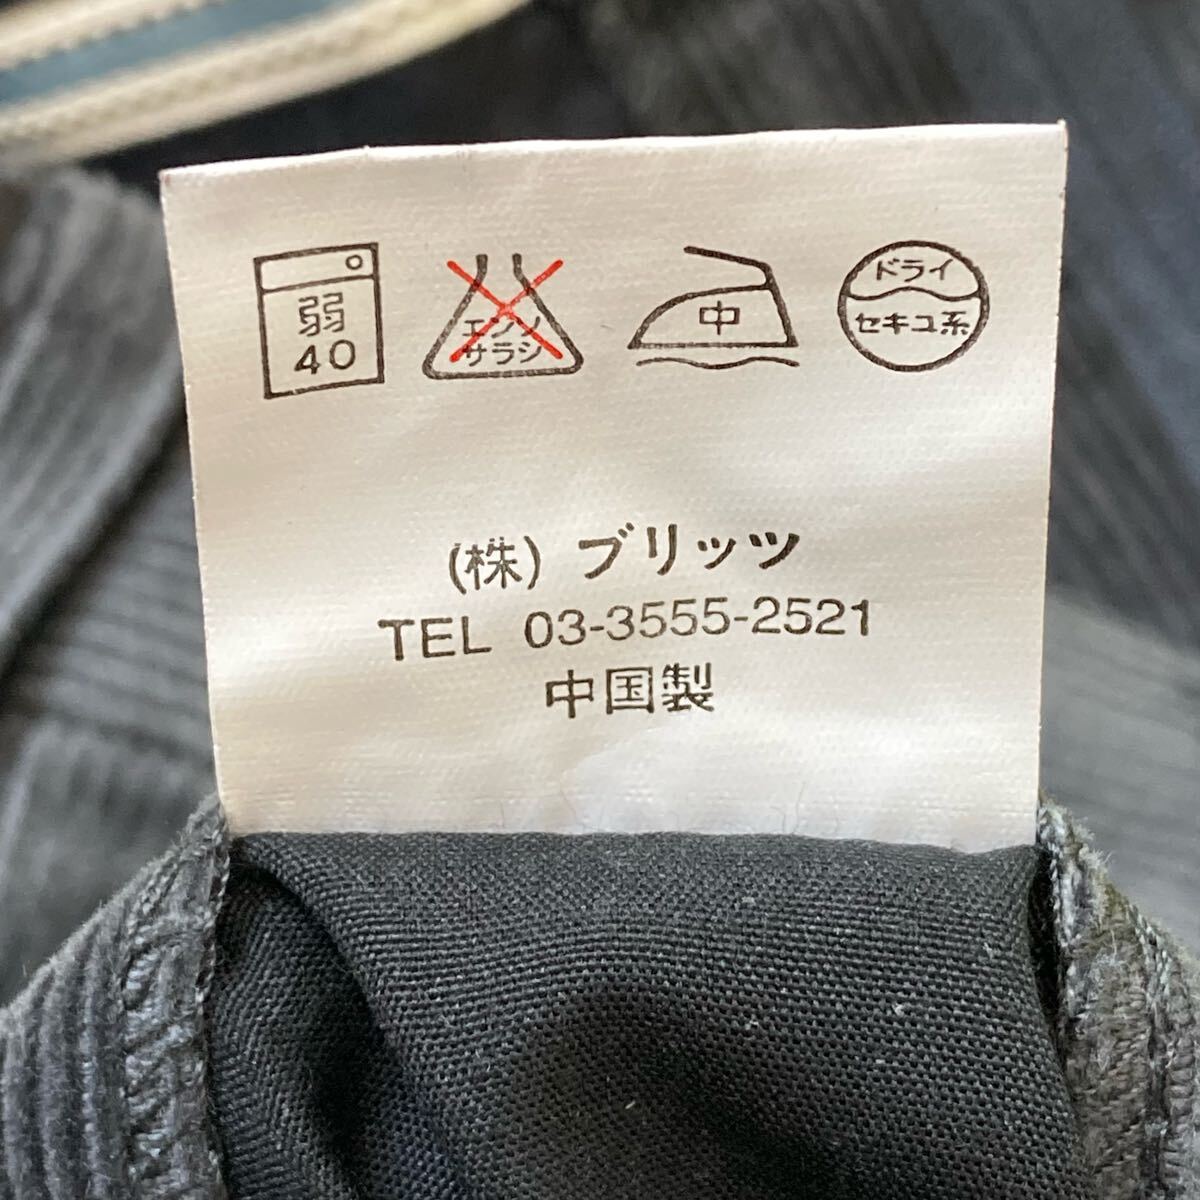 弱
40
エンソ
サラシ
中
ドライ
セキユ系
(株) ブリッツ
TEL 03-3555-2521
中国製